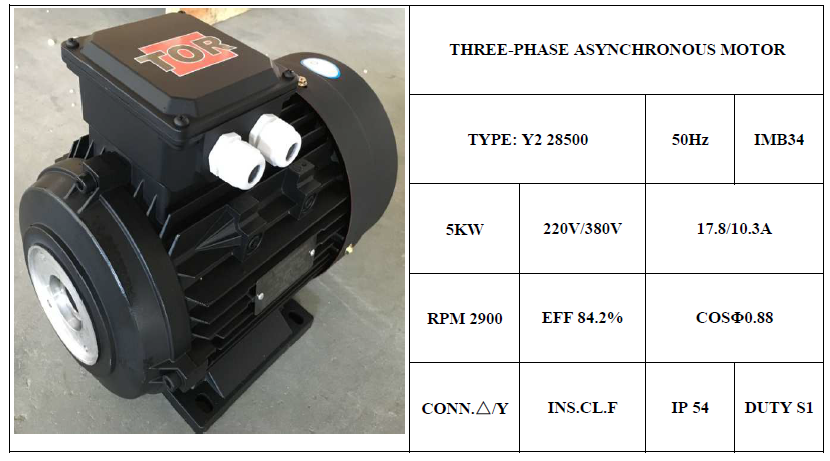 TOR
THREE-PHASE ASYNCHRONOUS MOTOR
TYPE: Y2 28500 50Hz IMB34
5KW 220V/380V 17.8/10.3A
RPM 2900 EFF 84.2% COSΦ0.88
CONN.△/Y INS.CL.F IP 54 DUTY S1